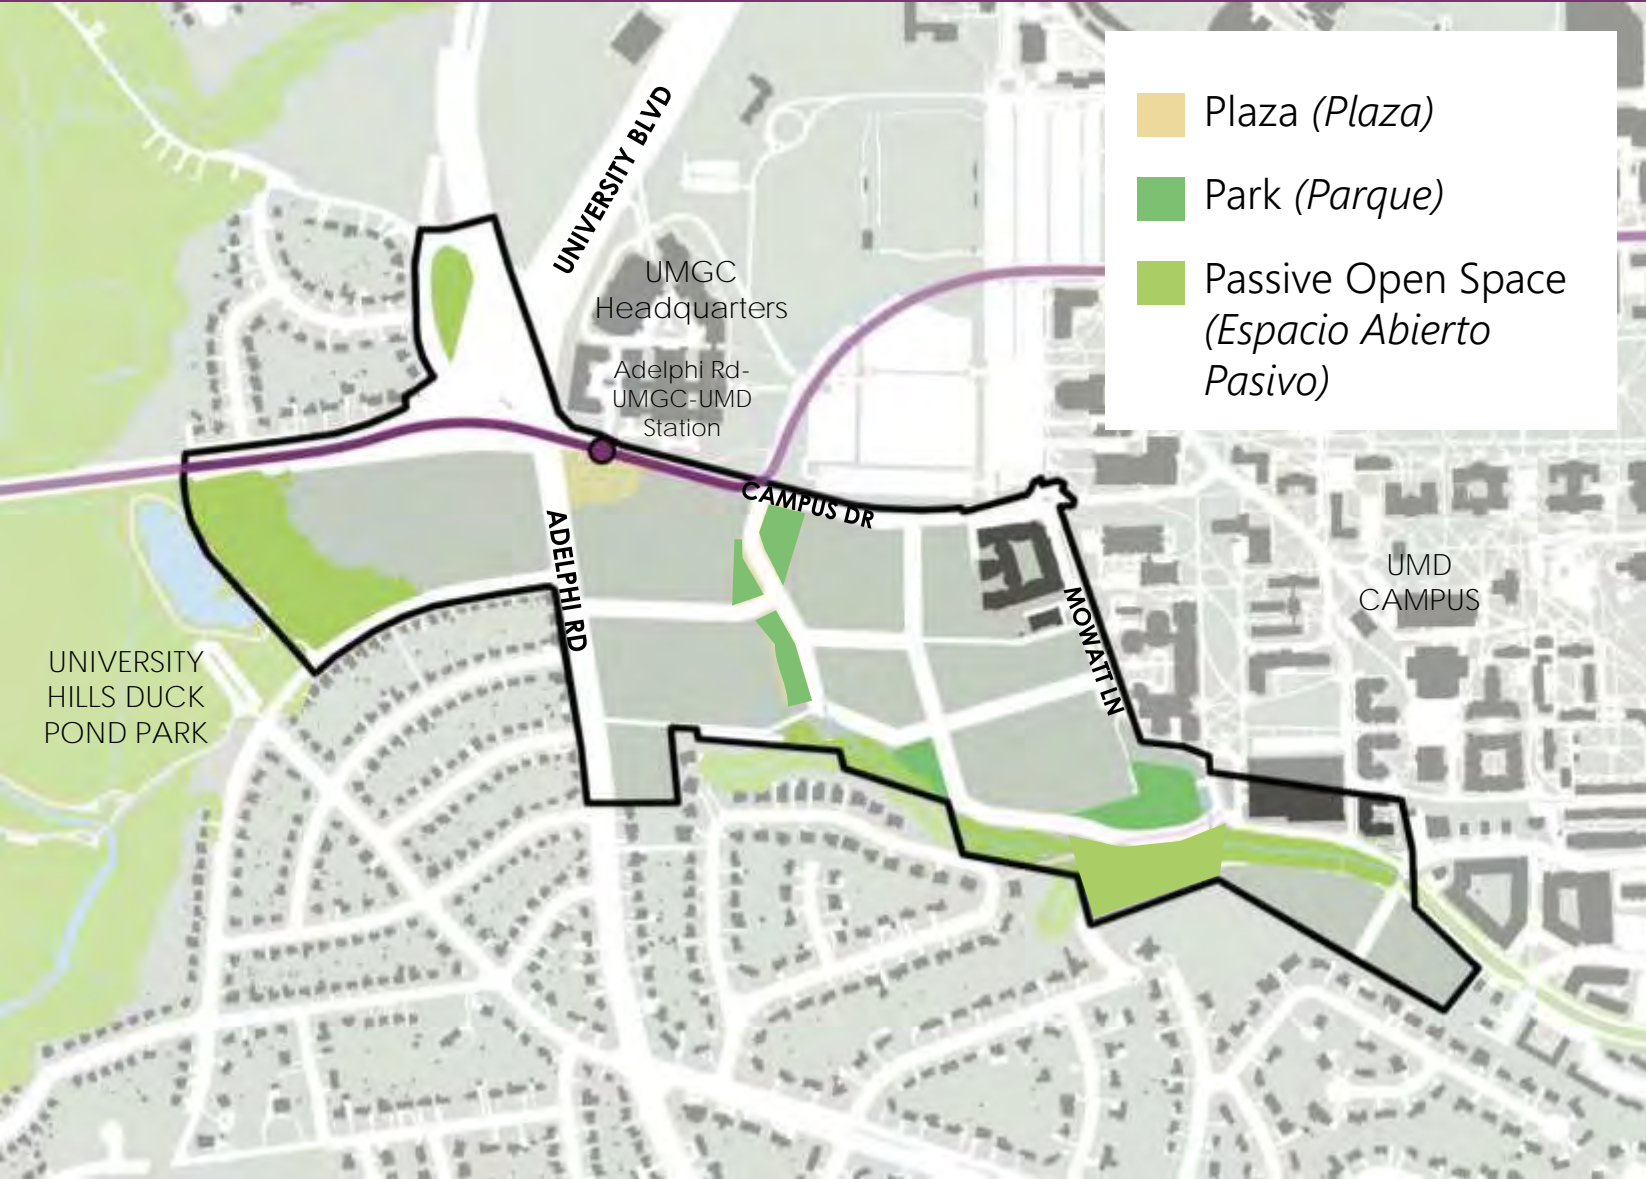 Plaza (Plaza)
Park (Parque)
Passive Open Space
(Espacio Abierto
Pasivo)
UNIVERSITY BLVD
UMGC
Headquarters
Adelphi Rd-
UMGC-UMD
Station
CAMPUS DR
ADELPHI RD
MOWATT LN
UMD
CAMPUS
UNIVERSITY
HILLS DUCK
POND PARK